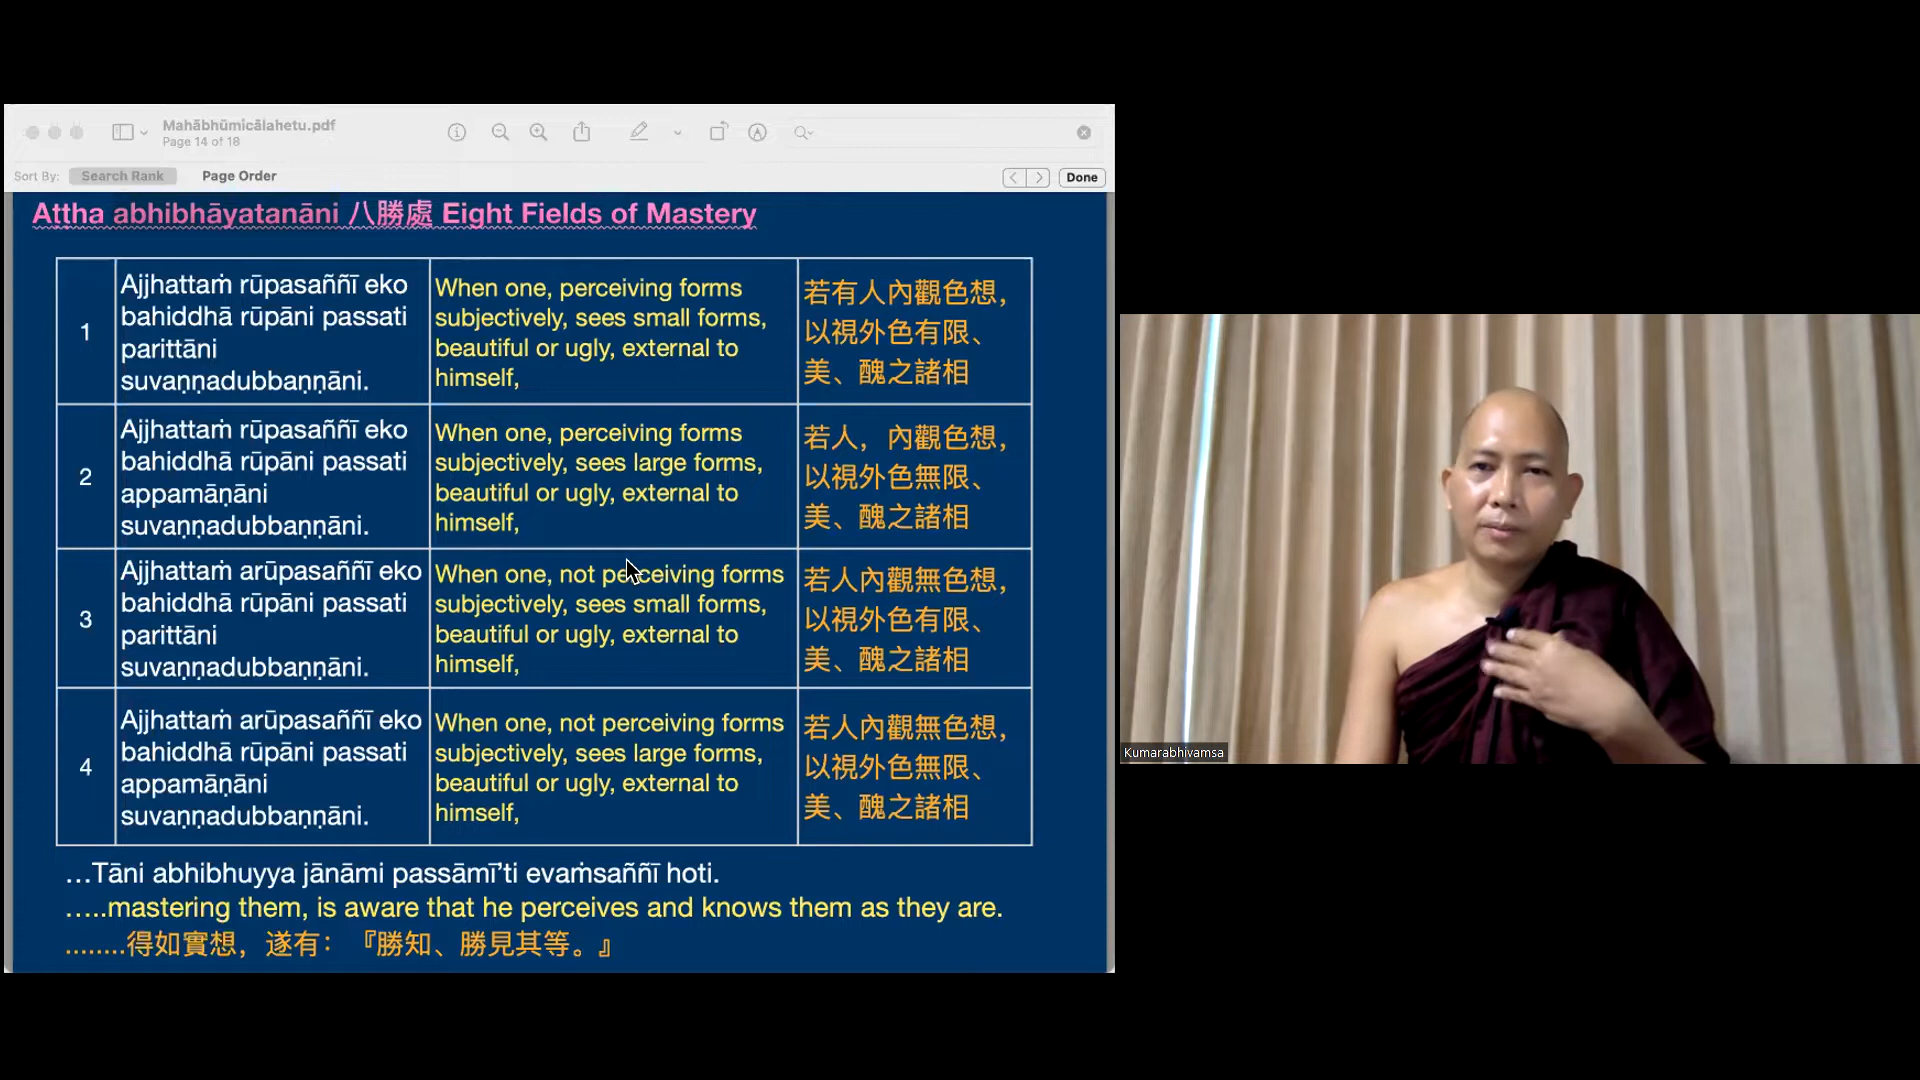 Mahābhūmicālahetu.pdf
Page 14 of 18
Sort By: Search Rank Page Order Done
Aṭṭha abhibhāyatanāni 八勝處 Eight Fields of Mastery
1
Ajjhattaṁ rūpasaññī eko
bahiddhā rūpāni passati
parittāni
suvaṇṇadubbaṇṇāni.
When one, perceiving forms
subjectively, sees small forms,
beautiful or ugly, external to
himself,
若有人內觀色想，
以視外色有限、
美、醜之諸相
2
Ajjhattaṁ rūpasaññī eko
bahiddhā rūpāni passati
appamāṇāni
suvaṇṇadubbaṇṇāni.
When one, perceiving forms
subjectively, sees large forms,
beautiful or ugly, external to
himself,
若人，內觀色想，
以視外色無限、
美、醜之諸相
3
Ajjhattaṁ arūpasaññī eko
bahiddhā rūpāni passati
parittāni
suvaṇṇadubbaṇṇāni.
When one, not perceiving forms
subjectively, sees small forms,
beautiful or ugly, external to
himself,
若人內觀無色想，
以視外色有限、
美、醜之諸相
4
Ajjhattaṁ arūpasaññī eko
bahiddhā rūpāni passati
appamāṇāni
suvaṇṇadubbaṇṇāni.
When one, not perceiving forms
subjectively, sees large forms,
beautiful or ugly, external to
himself,
若人內觀無色想，
以視外色無限、
美、醜之諸相
…Tāni abhibhuyya jānāmi passāmī’ti evaṁsaññī hoti.
…..mastering them, is aware that he perceives and knows them as they are.
........得如實想，遂有：『勝知、勝見其等。』
Kumarabhivamsa